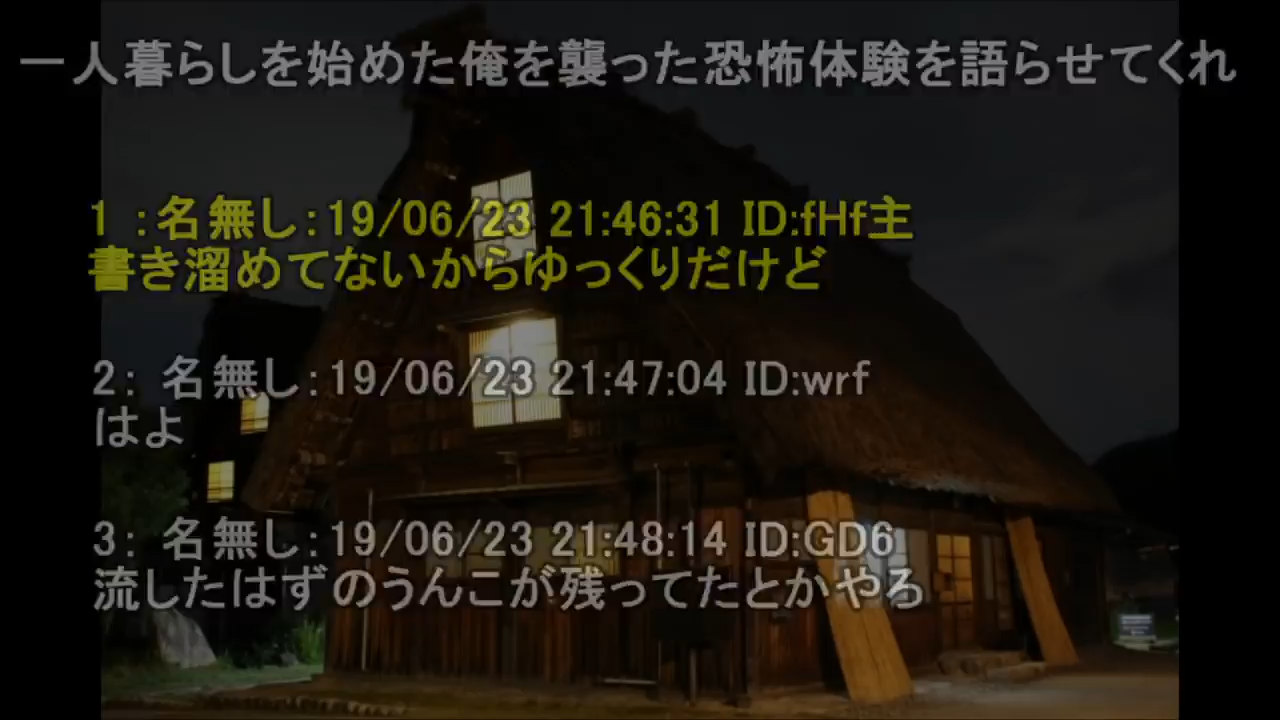 一人暮らしを始めた俺を襲った恐怖体験を語らせてくれ
1 :名無し:19/06/23 21:46:31 ID:fHf主
書き溜めてないからゆっくりだけど
2: 名無し:19/06/23 21:47:04 ID:wrf
はよ
3: 名無し:19/06/23 21:48:14 ID:GD6
流したはずのうんこが残ってたとかやろ